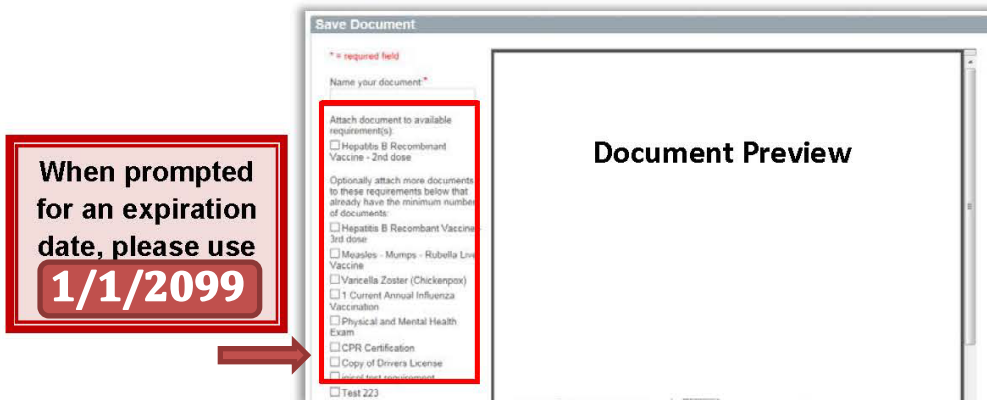 Save Document
* = required field
Name your document:*
Attach document to available
requirement(s):
Hepatitis B Recombinant
Vaccine - 2nd dose
Optionally attach more documents
to these requirements below that
already have the minimum number
of documents:
Hepatitis B Recombant Vaccine -
3rd dose
Measles - Mumps - Rubella Live
Vaccine
Varicella Zoster (Chickenpox)
1 Current Annual Influenza
Vaccination
Physical and Mental Health
Exam
CPR Certification
Copy of Drivers License
test requirement
Test 223
When prompted
for an expiration
date, please use
1/1/2099
Document Preview